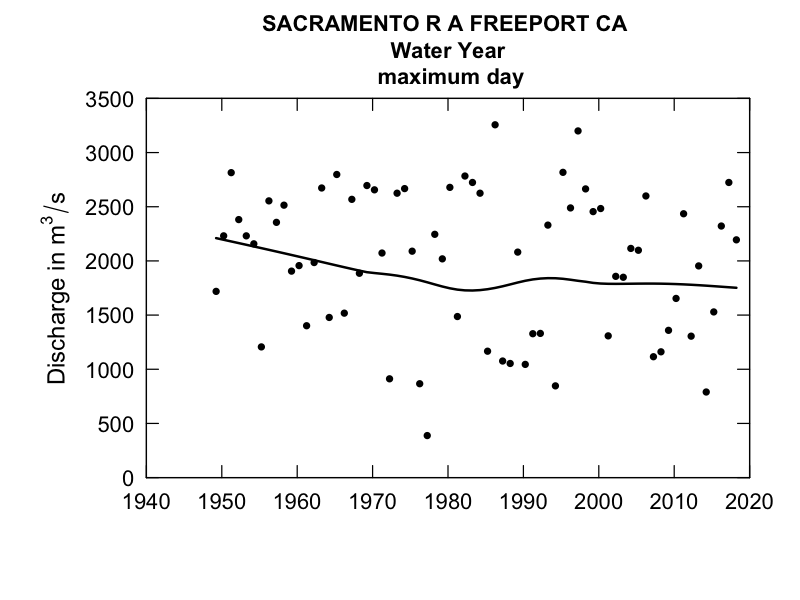 SACRAMENTO R A FREEPORT CA
Water Year
maximum day
3500
3000
2500
2000
1500
1000
500
0
Discharge in m³/s
1940 1950 1960 1970 1980 1990 2000 2010 2020